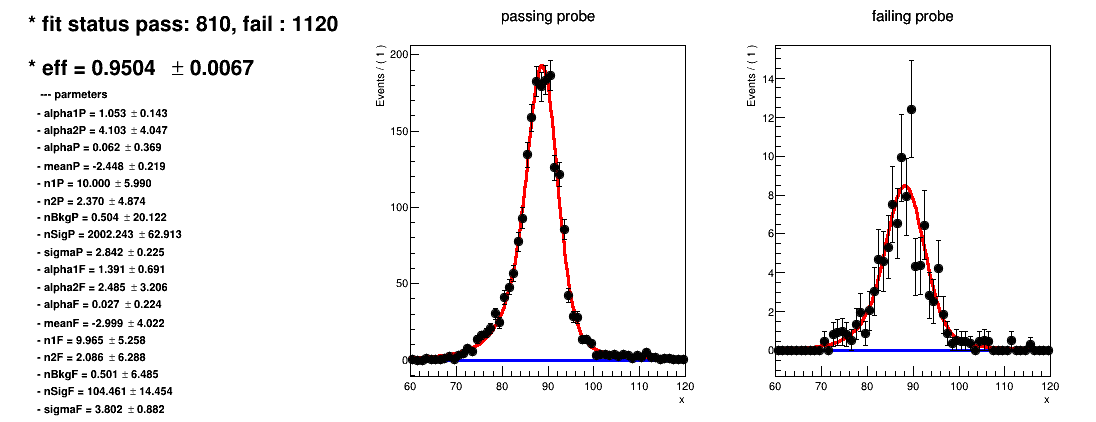 * fit status pass: 810, fail : 1120
* eff = 0.9504 ± 0.0067
--- parmeters
- alpha1P = 1.053 ± 0.143
- alpha2P = 4.103 ± 4.047
- alphaP = 0.062 ± 0.369
- meanP = -2.448 ± 0.219
- n1P = 10.000 ± 5.990
- n2P = 2.370 ± 4.874
- nBkgP = 0.504 ± 20.122
- nSigP = 2002.243 ± 62.913
- sigmaP = 2.842 ± 0.225
- alpha1F = 1.391 ± 0.691
- alpha2F = 2.485 ± 3.206
- alphaF = 0.027 ± 0.224
- meanF = -2.999 ± 4.022
- n1F = 9.965 ± 5.258
- n2F = 2.086 ± 6.288
- nBkgF = 0.501 ± 6.485
- nSigF = 104.461 ± 14.454
- sigmaF = 3.802 ± 0.882
passing probe
Events / ( 1 )
200
150
100
50
0
60 70 80 90 100 110 120
x
failing probe
Events / ( 1 )
14
12
10
8
6
4
2
0
60 70 80 90 100 110 120
x